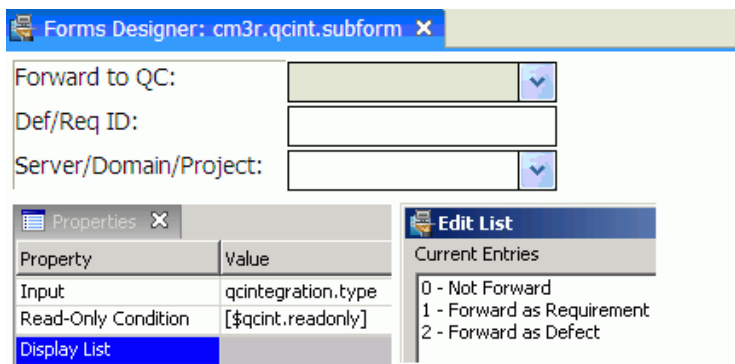 Forms Designer: cm3r.qcint.subform
Forward to QC:
Def/Req ID:
Server/Domain/Project:
Properties
Property Value
Input qcintegration.type
Read-Only Condition [$qcint.readonly]
Display List
Edit List
Current Entries
0 - Not Forward
1 - Forward as Requirement
2 - Forward as Defect